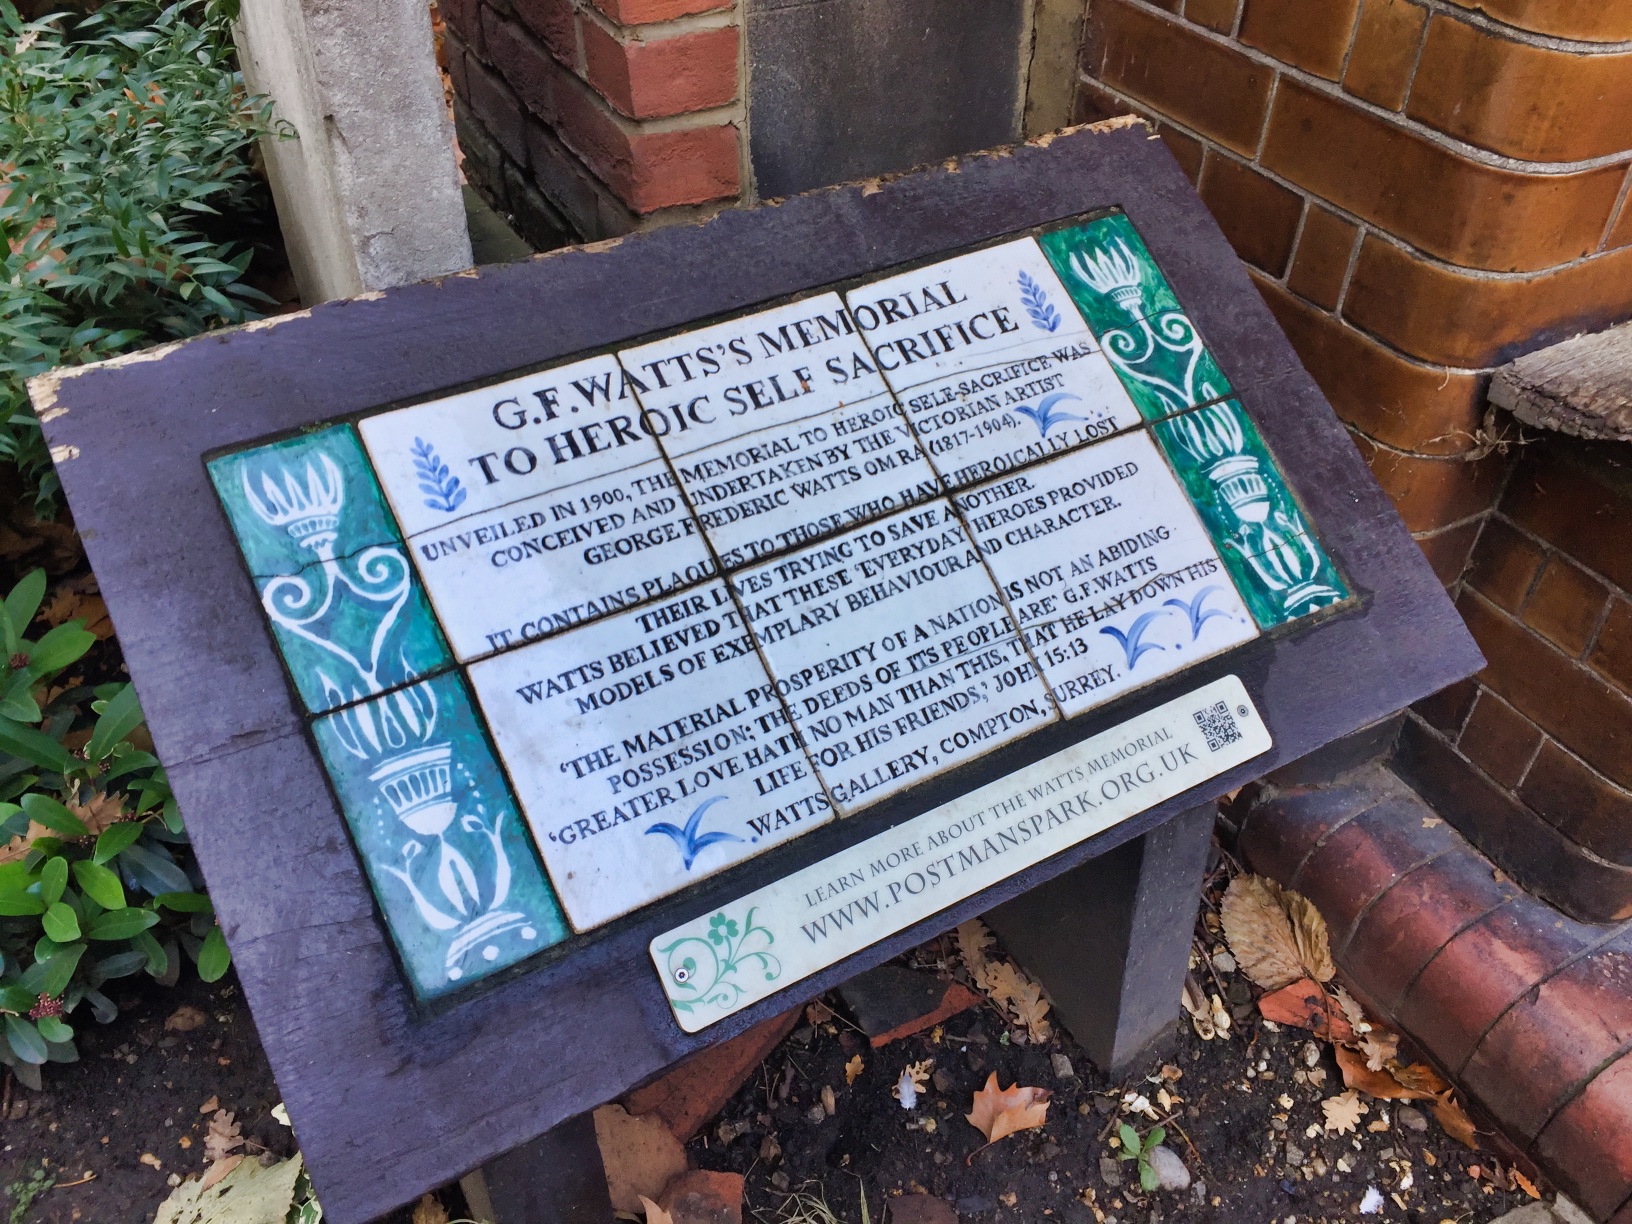 G.F. WATTS'S MEMORIAL
TO HEROIC SELF SACRIFICE
UNVEILED IN 1900, THE MEMORIAL TO HEROIC SELF-SACRIFICE WAS
CONCEIVED AND UNDERTAKEN BY THE VICTORIAN ARTIST
GEORGE FREDERIC WATTS OM RA (1817-1904).
IT CONTAINS PLAQUES TO THOSE WHO HAVE HEROICALLY LOST
THEIR LIVES TRYING TO SAVE ANOTHER.
WATTS BELIEVED THAT THESE 'EVERYDAY' HEROES PROVIDED
MODELS OF EXEMPLARY BEHAVIOUR AND CHARACTER.
'THE MATERIAL PROSPERITY OF A NATION IS NOT AN ABIDING
POSSESSION; THE DEEDS OF ITS PEOPLE ARE' G.F. WATTS
'GREATER LOVE HATH NO MAN THAN THIS, THAT HE LAY DOWN HIS
LIFE FOR HIS FRIENDS,' JOHN 15:13
WATTS GALLERY, COMPTON, SURREY.
LEARN MORE ABOUT THE WATTS MEMORIAL
WWW.POSTMANSPARK.ORG.UK